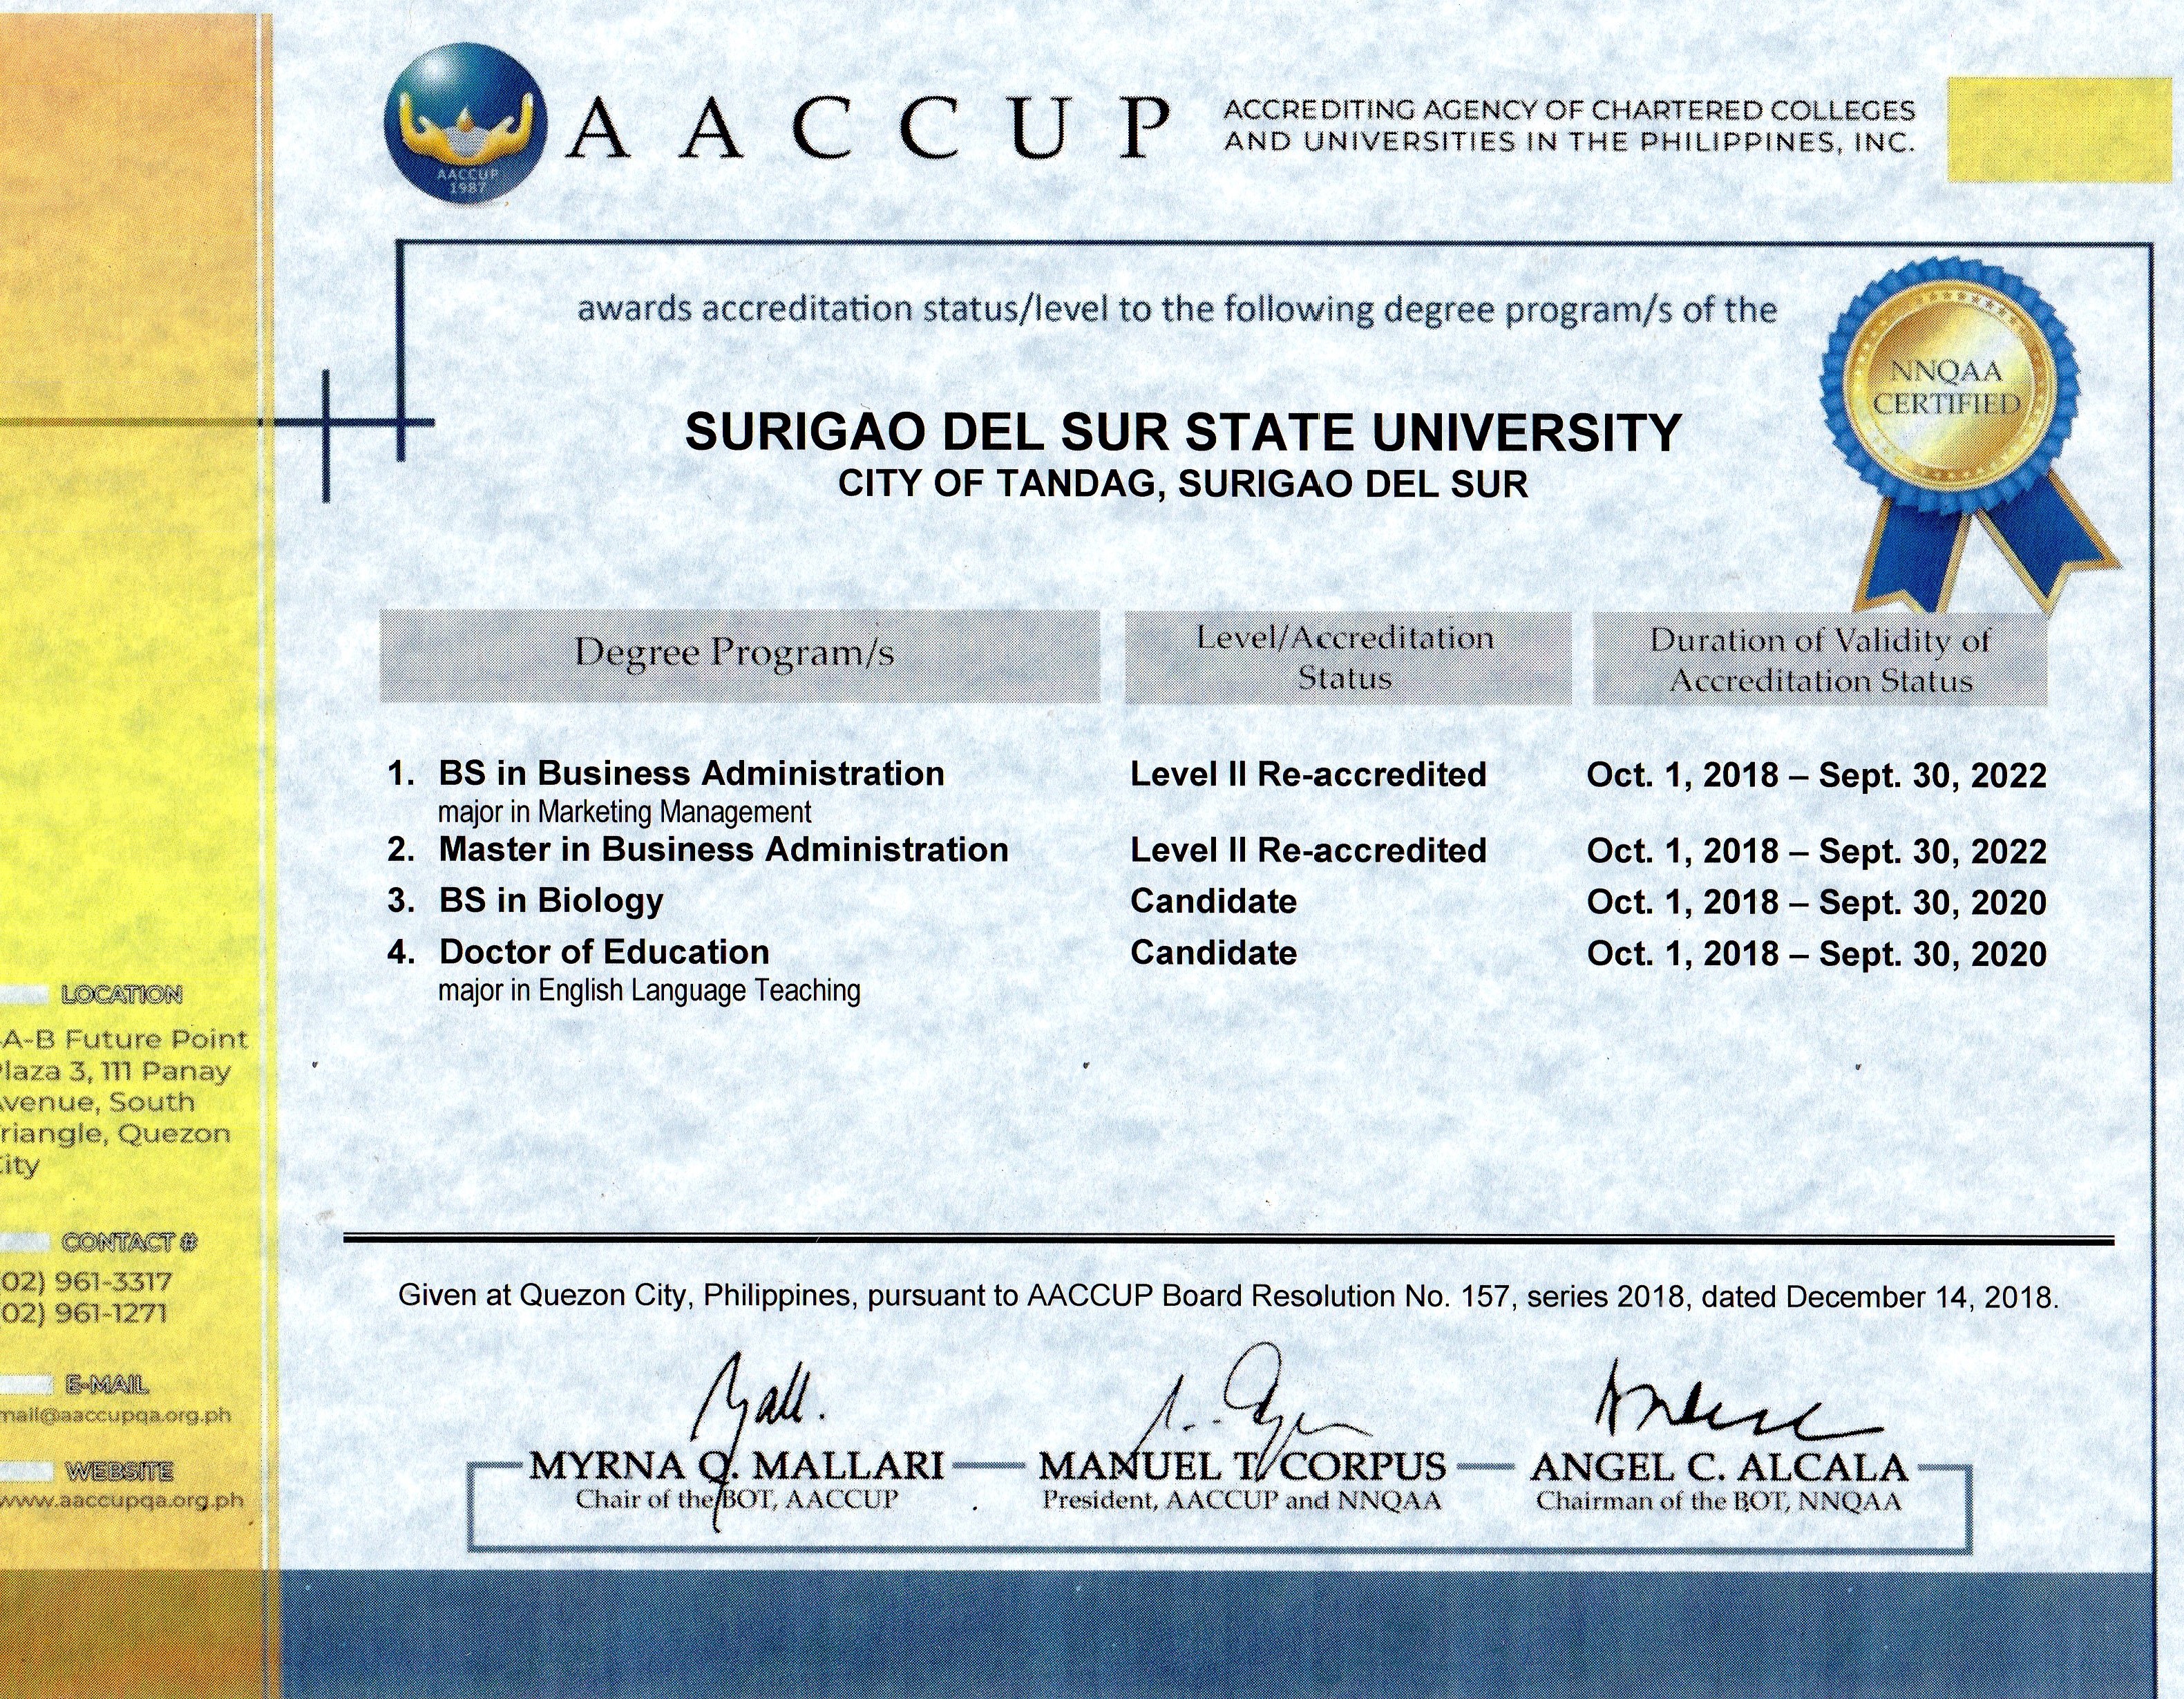 AACCUP
1987
A A C C U P
ACCREDITING AGENCY OF CHARTERED COLLEGES
AND UNIVERSITIES IN THE PHILIPPINES, INC.
awards accreditation status/level to the following degree program/s of the
NNQAA
CERTIFIED
SURIGAO DEL SUR STATE UNIVERSITY
CITY OF TANDAG, SURIGAO DEL SUR
Degree Program/s
Level/Accreditation
Status
Duration of Validity of
Accreditation Status
1. BS in Business Administration Level II Re-accredited Oct. 1, 2018 – Sept. 30, 2022
major in Marketing Management
2. Master in Business Administration Level II Re-accredited Oct. 1, 2018 – Sept. 30, 2022
3. BS in Biology Candidate Oct. 1, 2018 – Sept. 30, 2020
4. Doctor of Education Candidate Oct. 1, 2018 – Sept. 30, 2020
major in English Language Teaching
LOCATION
-A-B Future Point
laza 3, 111 Panay
venue, South
riangle, Quezon
ity
CONTACT #
02) 961-3317
02) 961-1271
E-MAIL
mail@aaccupqa.org.ph
WEBSITE
www.aaccupqa.org.ph
Given at Quezon City, Philippines, pursuant to AACCUP Board Resolution No. 157, series 2018, dated December 14, 2018.
MYRNA Q. MALLARI
Chair of the BOT, AACCUP
MANUEL T. CORPUS
President, AACCUP and NNQAA
ANGEL C. ALCALA
Chairman of the BOT, NNQAA